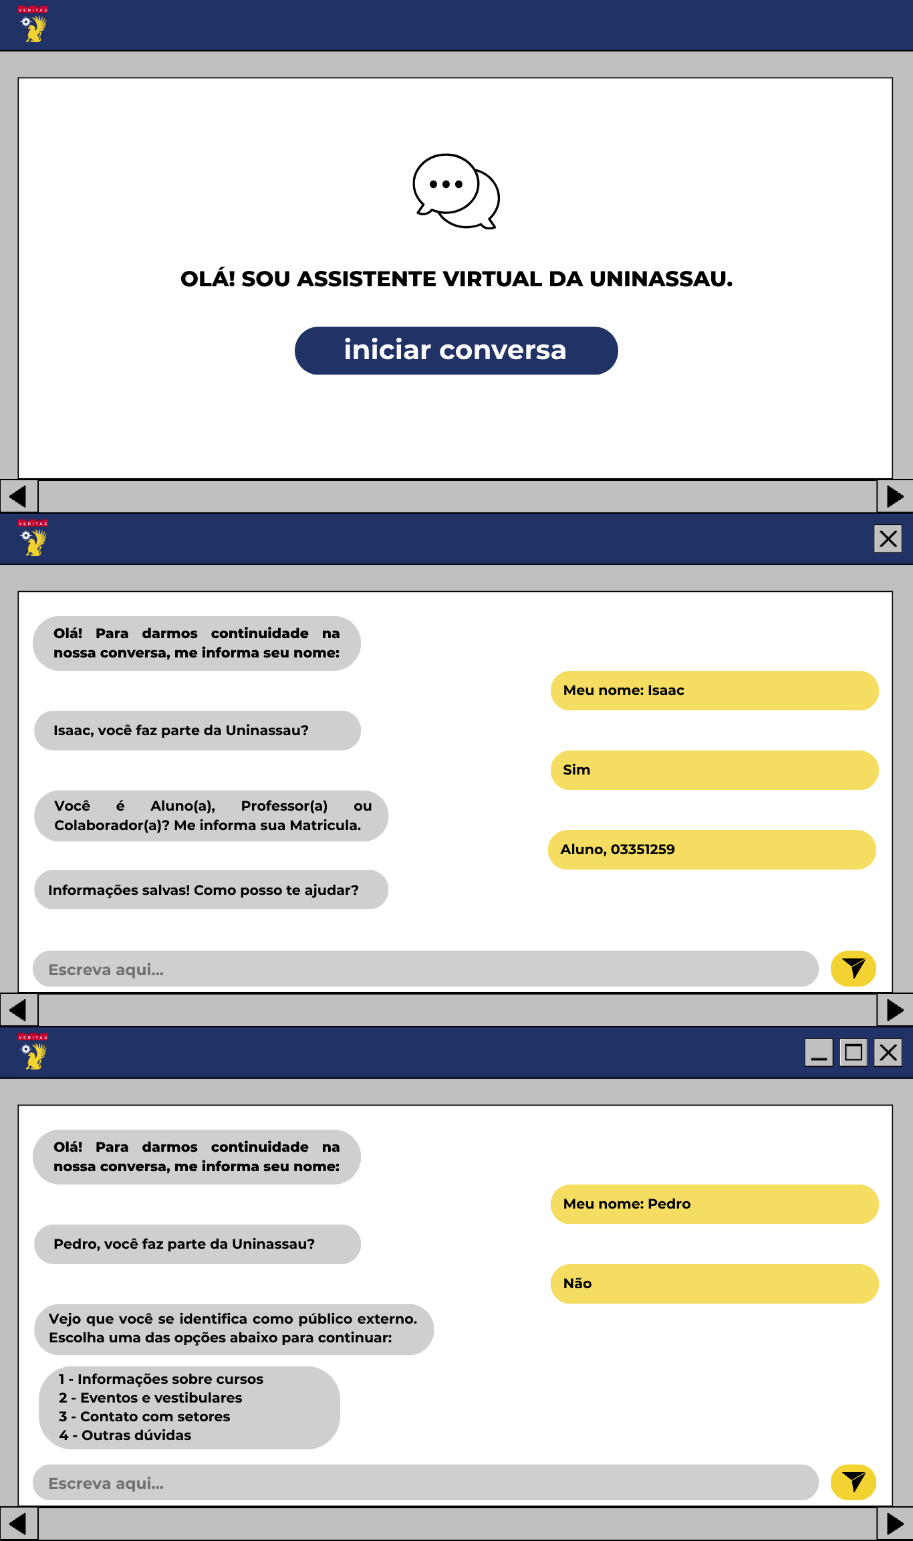 VERITAS
OLÁ! SOU ASSISTENTE VIRTUAL DA UNINASSAU.
iniciar conversa
VERITAS
Olá! Para darmos continuidade na
nossa conversa, me informa seu nome:
Meu nome: Isaac
Isaac, você faz parte da Uninassau?
Sim
Você é Aluno(a), Professor(a) ou
Colaborador(a)? Me informa sua Matricula.
Aluno, 03351259
Informações salvas! Como posso te ajudar?
Escreva aqui...
VERITAS
Olá! Para darmos continuidade na
nossa conversa, me informa seu nome:
Meu nome: Pedro
Pedro, você faz parte da Uninassau?
Não
Vejo que você se identifica como público externo.
Escolha uma das opções abaixo para continuar:
1 - Informações sobre cursos
2 - Eventos e vestibulares
3 - Contato com setores
4 - Outras dúvidas
Escreva aqui...